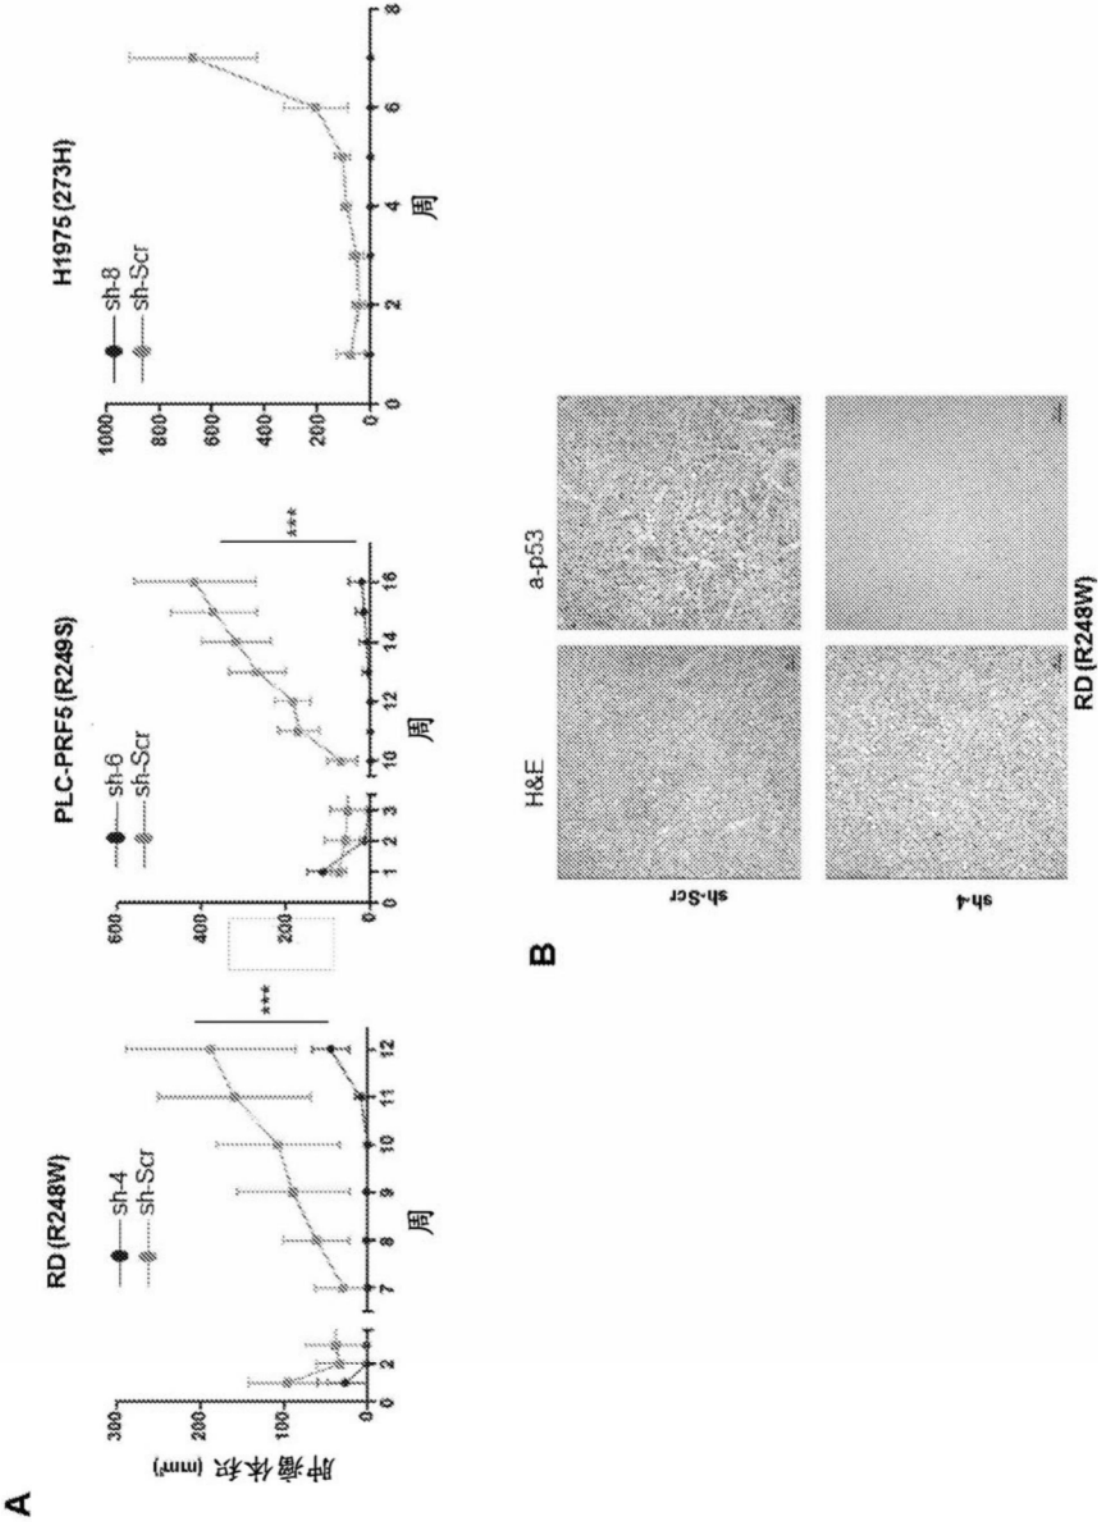 A
RD (R248W)
sh-4
sh-Scr
肿瘤体积 (mm³)
300
200
100
0
0 2 7 8 9 10 11 12
周
***
PLC-PRF5 (R249S)
sh-6
sh-Scr
600
400
200
0
0 1 2 3 10 12 14 16
周
***
H1975 (273H)
sh-8
sh-Scr
1000
800
600
400
200
0
0 2 4 6 8
周
B
H&E
a-p53
sh-Scr
sh-4
RD (R248W)